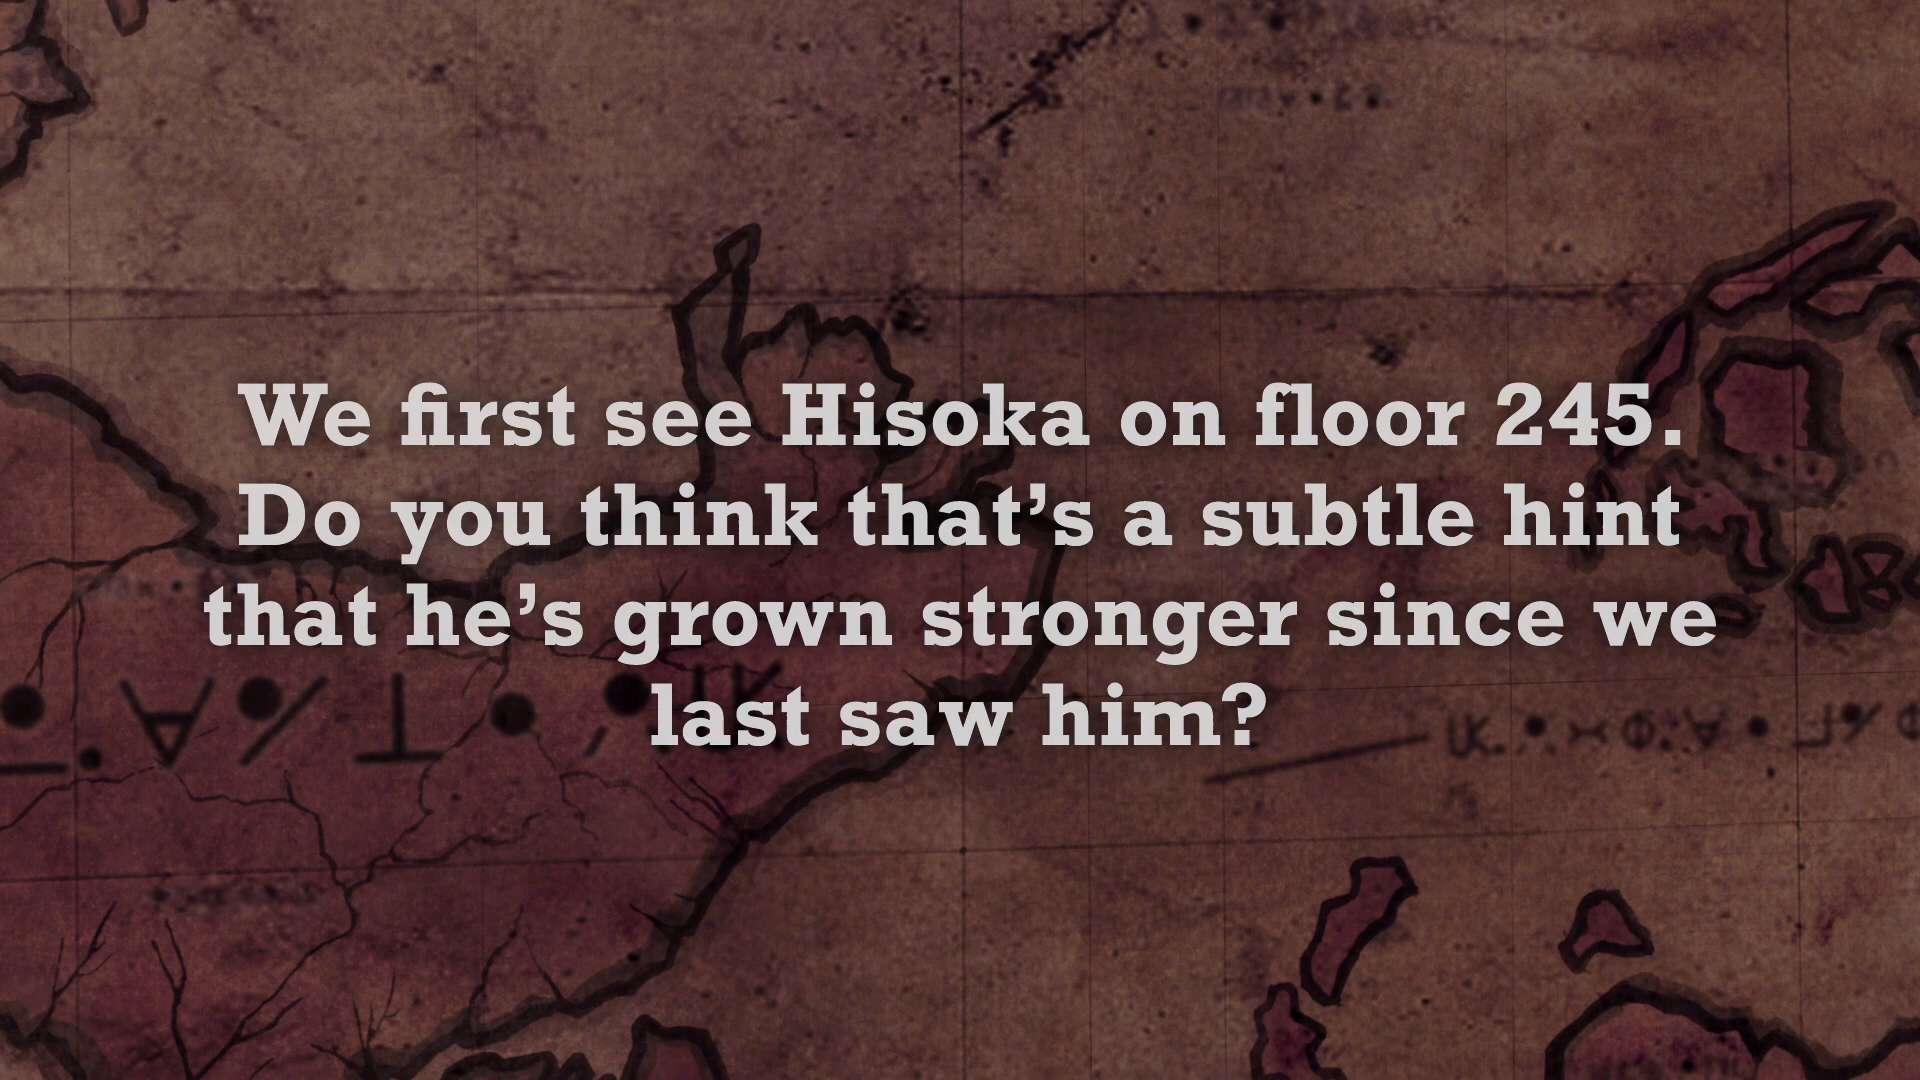 We first see Hisoka on floor 245.
Do you think that’s a subtle hint
that he’s grown stronger since we
last saw him?